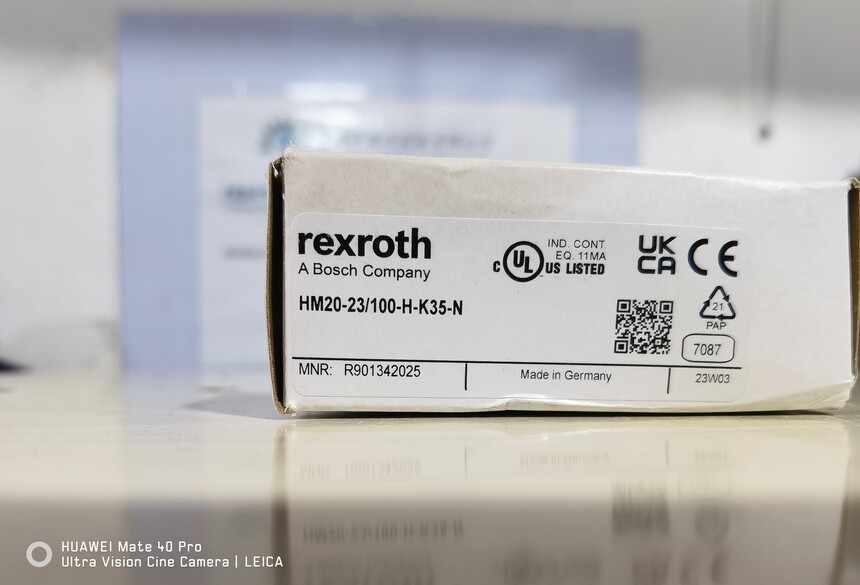 rexroth
A Bosch Company
C UL US LISTED
IND. CONT.
EQ. 11MA
UK
CA
CE
HM20-23/100-H-K35-N
21
PAP
7087
MNR: R901342025
Made in Germany
23W03
HUAWEI Mate 40 Pro
Ultra Vision Cine Camera | LEICA